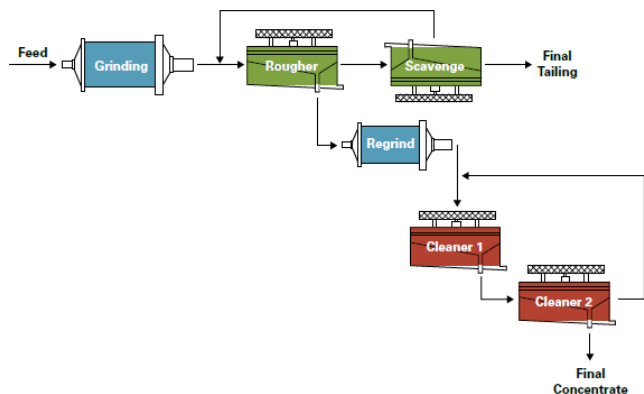 Feed
Grinding
Rougher
Scavenge
Final
Tailing
Regrind
Cleaner 1
Cleaner 2
Final
Concentrate